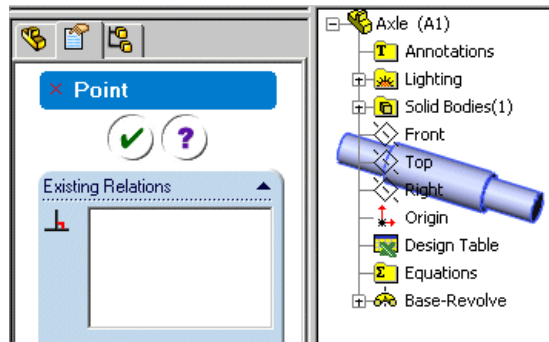 Point
?
Existing Relations
Axle (A1)
T Annotations
Lighting
Solid Bodies(1)
Front
Top
Right
Origin
Design Table
Σ Equations
Base-Revolve